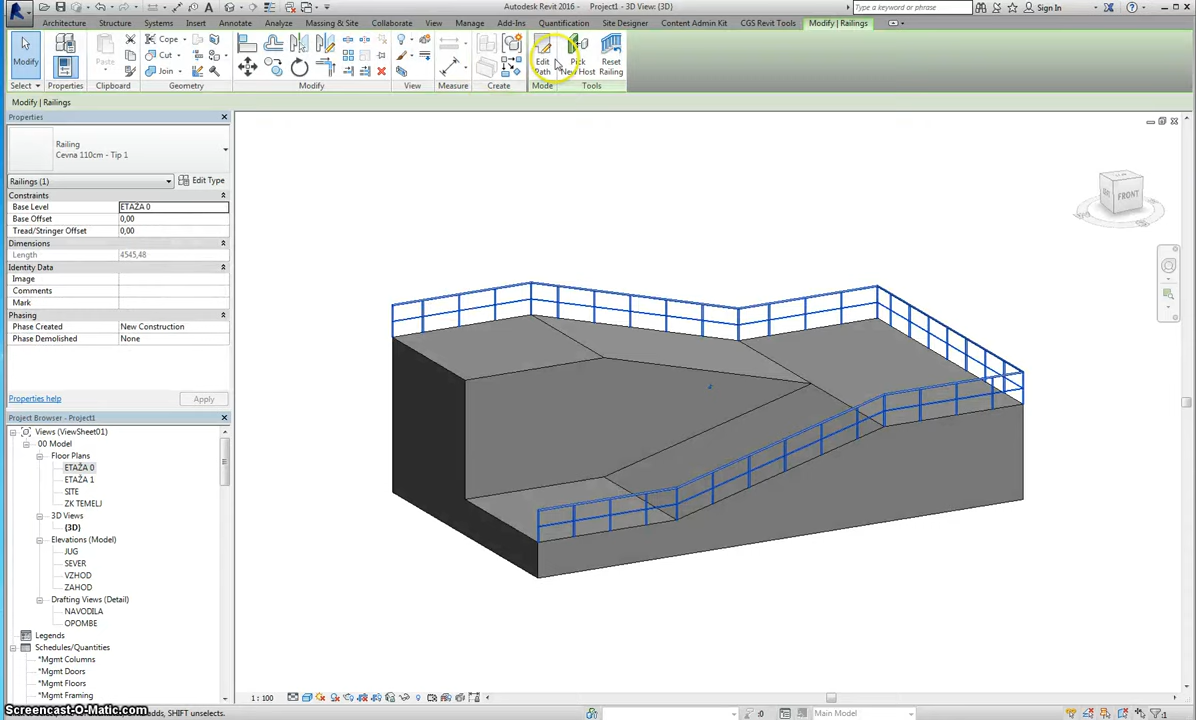 Autodesk Revit 2016 - Project1 - 3D View: {3D}
Type a keyword or phrase
Sign In
Architecture Structure Systems Insert Annotate Analyze Massing & Site Collaborate View Manage Add-Ins Quantification Site Designer Content Admin Kit CGS Revit Tools Modify | Railings
Modify
Paste
Cope
Cut
Join
Edit Path
Pick New Host
Reset Railing
Select Properties Clipboard Geometry Modify View Measure Create Mode Tools
Modify | Railings
Properties
Railing
Cevna 110cm - Tip 1
Railings (1)
Edit Type
Constraints
Base Level ETAŽA 0
Base Offset 0,00
Tread/Stringer Offset 0,00
Dimensions
Length 4545,48
Identity Data
Image
Comments
Mark
Phasing
Phase Created New Construction
Phase Demolished None
Properties help
Apply
Project Browser - Project1
Views (ViewSheet01)
00 Model
Floor Plans
ETAŽA 0
ETAŽA 1
SITE
ZK TEMELJ
3D Views
{3D}
Elevations (Model)
JUG
SEVER
VZHOD
ZAHOD
Drafting Views (Detail)
NAVODILA
OPOMBE
Legends
Schedules/Quantities
*Mgmt Columns
*Mgmt Doors
*Mgmt Floors
*Mgmt Framing
FRONT
1 : 100
Screencast-O-Matic.com
adds, SHIFT unselects.
:0
Main Model